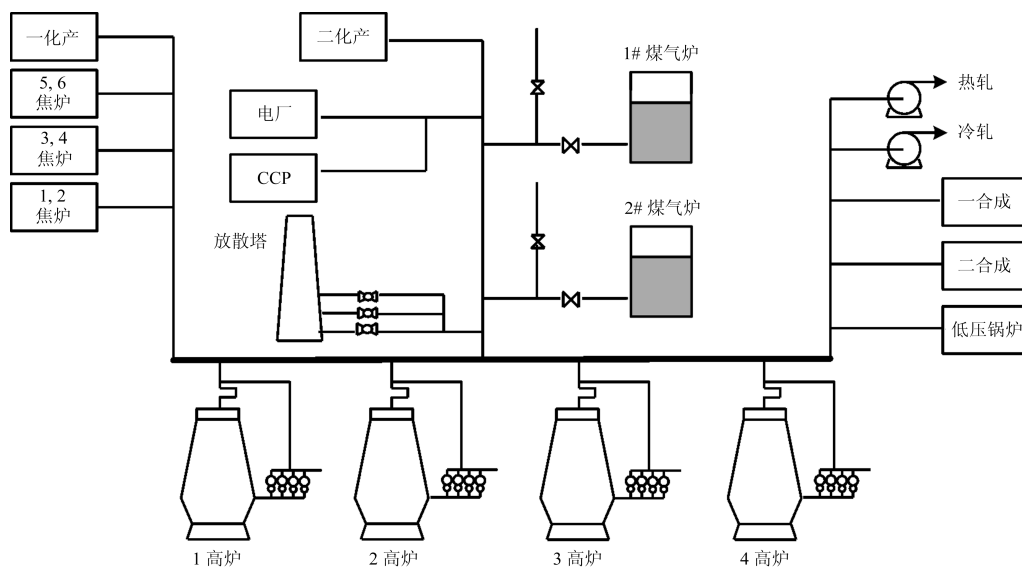 一化产
5, 6
焦炉
3, 4
焦炉
1, 2
焦炉
二化产
电厂
CCP
放散塔
1# 煤气炉
2# 煤气炉
热轧
冷轧
一合成
二合成
低压锅炉
1 高炉
2 高炉
3 高炉
4 高炉